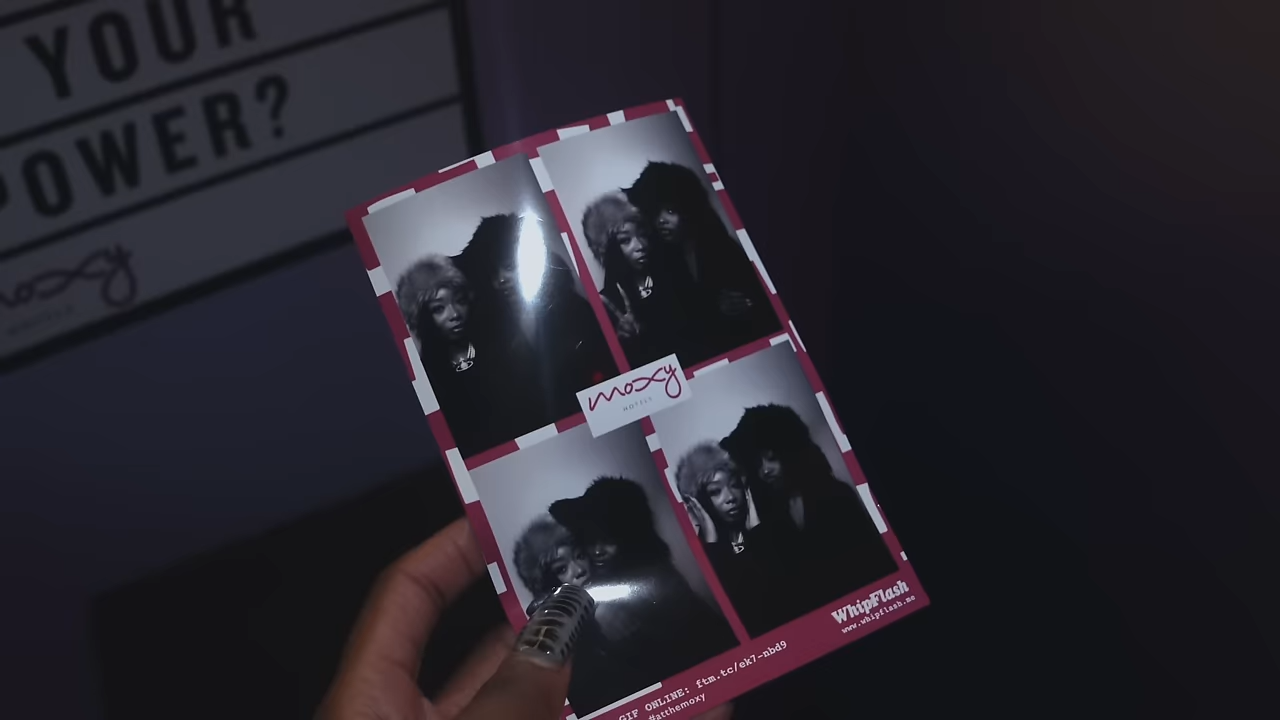 YOUR
POWER?
moxy
moxy
HOTELS
WhipFlash
www.whipflash.me
GIF ONLINE: ftm.tc/ek7-nbd9
#atthemoxy